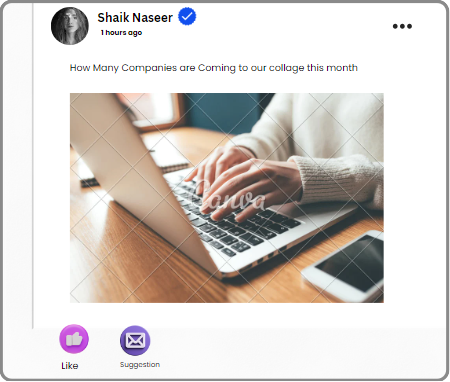 Shaik Naseer
1 hours ago
How Many Companies are Coming to our collage this month
Canva
Like
Suggestion